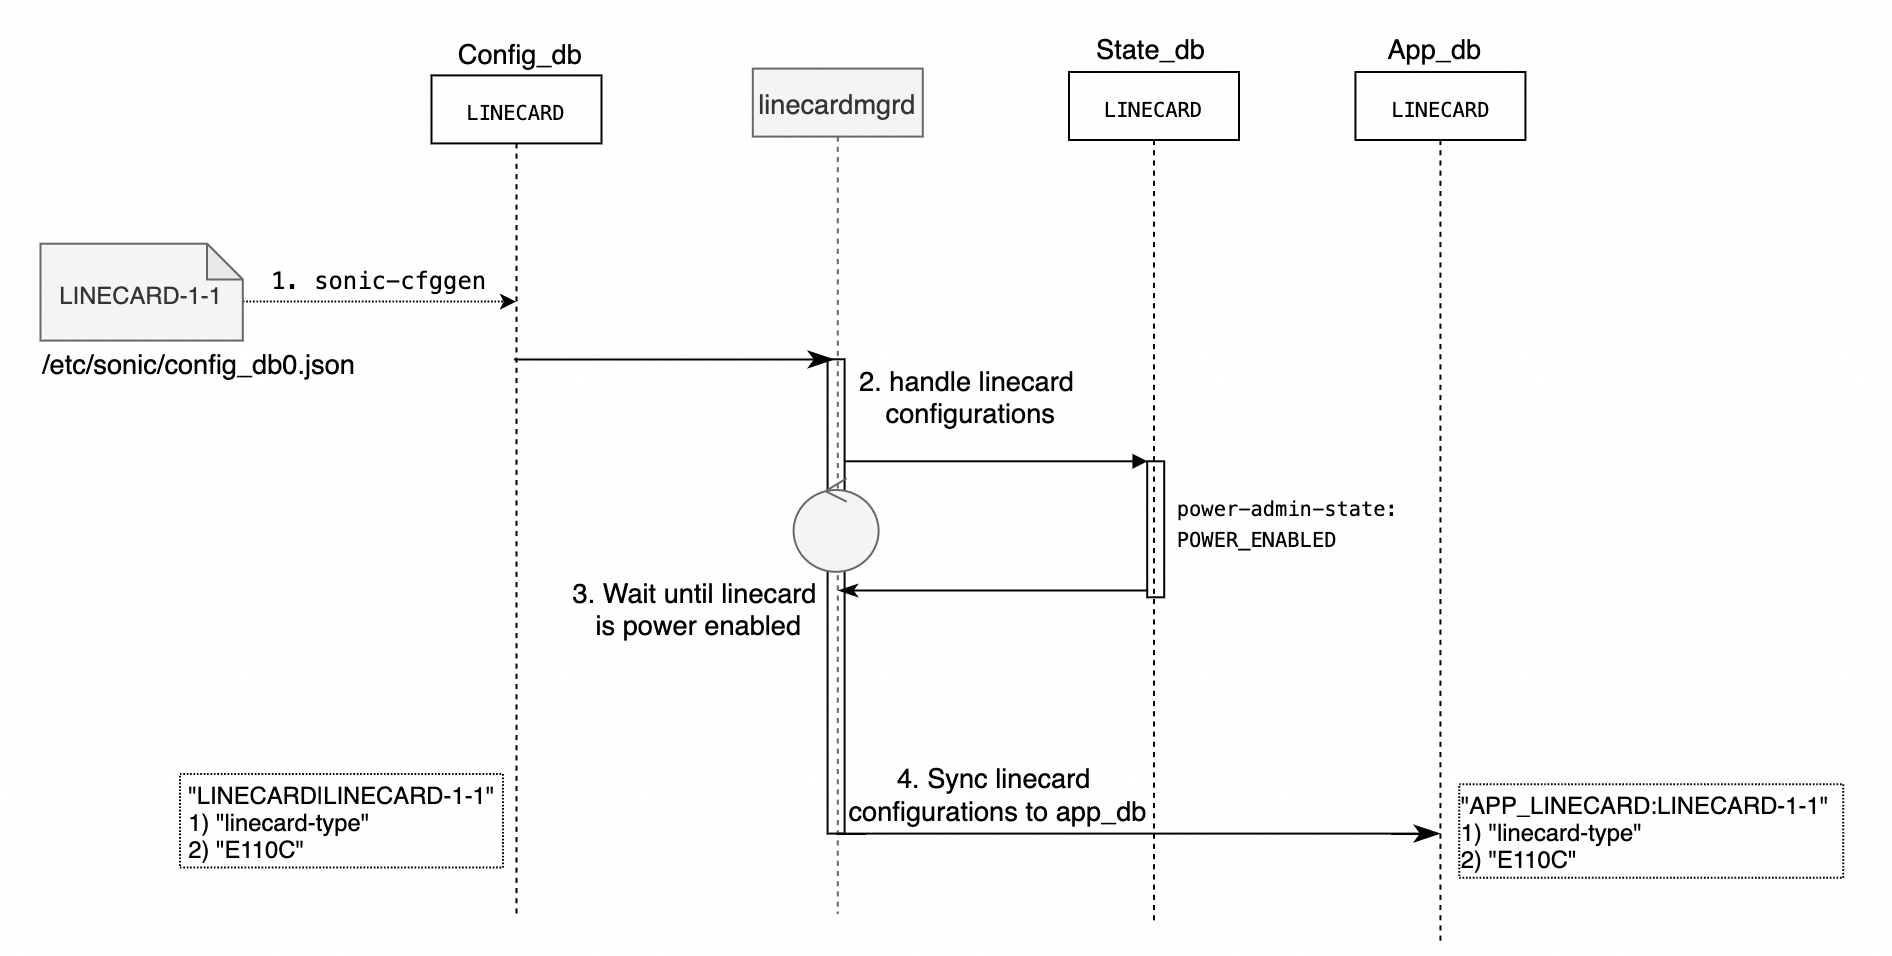 Config_db
LINECARD
linecardmgrd
State_db
LINECARD
App_db
LINECARD
LINECARD-1-1
1. sonic-cfggen
/etc/sonic/config_db0.json
2. handle linecard
configurations
power-admin-state:
POWER_ENABLED
3. Wait until linecard
is power enabled
4. Sync linecard
configurations to app_db
"LINECARD|LINECARD-1-1"
1) "linecard-type"
2) "E110C"
"APP_LINECARD:LINECARD-1-1"
1) "linecard-type"
2) "E110C"